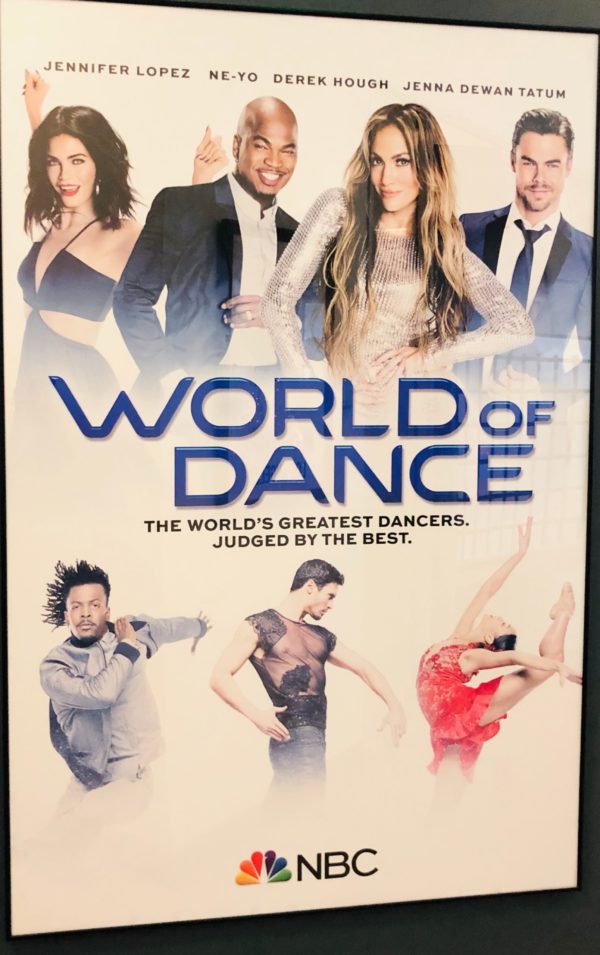 JENNIFER LOPEZ NE-YO DEREK HOUGH JENNA DEWAN TATUM
WORLD OF
DANCE
THE WORLD'S GREATEST DANCERS.
JUDGED BY THE BEST.
NBC